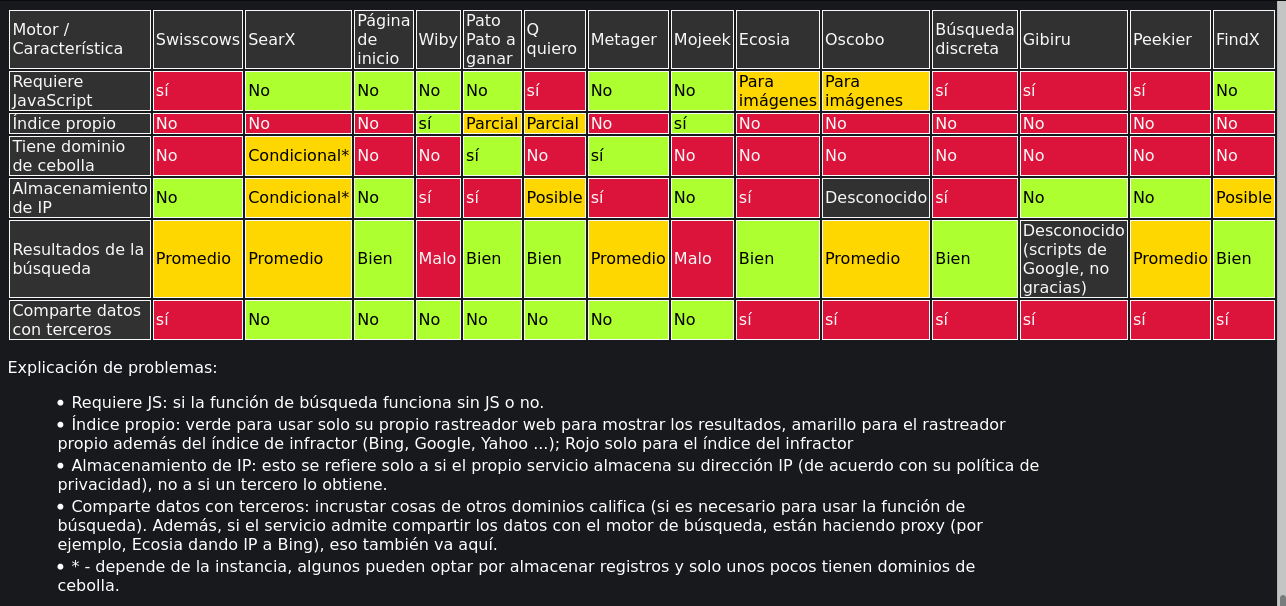 Motor / Característica Swisscows SearX Página de inicio Wiby Pato Pato a ganar Q quiero Metager Mojeek Ecosia Oscobo Búsqueda discreta Gibiru Peekier FindX
Requiere JavaScript sí No No No No sí No No Para imágenes Para imágenes sí sí sí No
Índice propio No No No sí Parcial Parcial No sí No No No No No No
Tiene dominio de cebolla No Condicional* No No sí No sí No No No No No No No
Almacenamiento de IP No Condicional* No sí sí Posible sí No sí Desconocido sí No No Posible
Resultados de la búsqueda Promedio Promedio Bien Malo Bien Bien Promedio Malo Bien Promedio Bien Desconocido (scripts de Google, no gracias) Promedio Bien
Comparte datos con terceros sí No No No No No No No sí sí sí sí sí sí
Explicación de problemas:
• Requiere JS: si la función de búsqueda funciona sin JS o no.
• Índice propio: verde para usar solo su propio rastreador web para mostrar los resultados, amarillo para el rastreador
propio además del índice de infractor (Bing, Google, Yahoo ...); Rojo solo para el índice del infractor
• Almacenamiento de IP: esto se refiere solo a si el propio servicio almacena su dirección IP (de acuerdo con su política de
privacidad), no a si un tercero lo obtiene.
• Comparte datos con terceros: incrustar cosas de otros dominios califica (si es necesario para usar la función de
búsqueda). Además, si el servicio admite compartir los datos con el motor de búsqueda, están haciendo proxy (por
ejemplo, Ecosia dando IP a Bing), eso también va aquí.
• * - depende de la instancia, algunos pueden optar por almacenar registros y solo unos pocos tienen dominios de
cebolla.